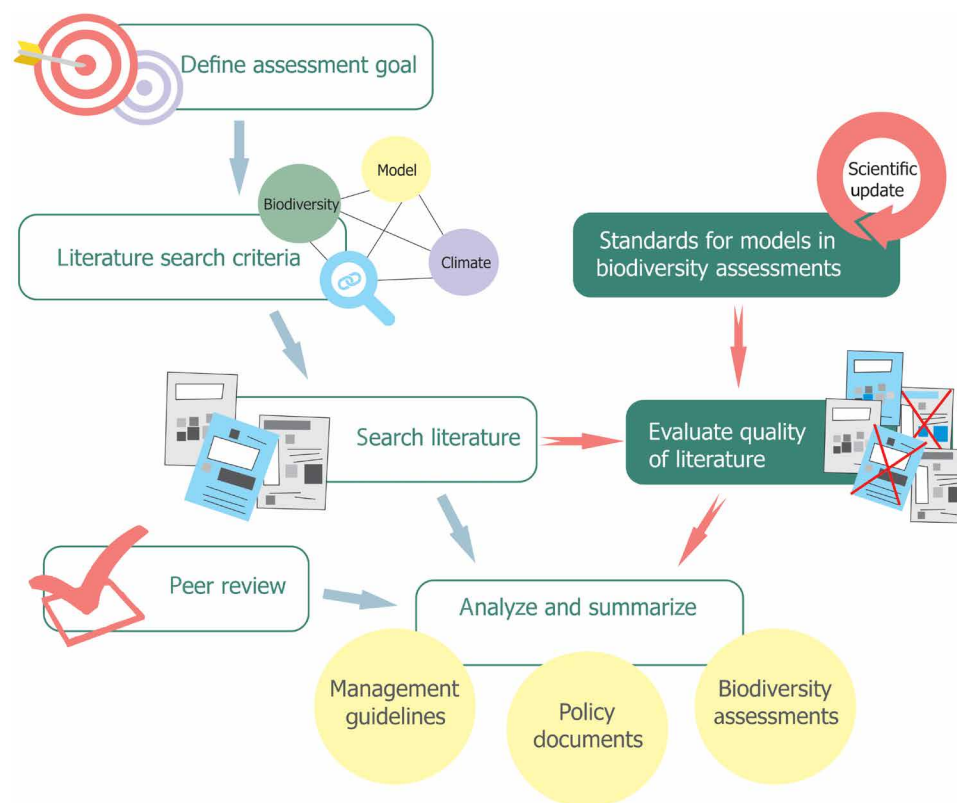 Define assessment goal
Model
Biodiversity
Climate
Literature search criteria
Scientific
update
Standards for models in
biodiversity assessments
Search literature
Evaluate quality
of literature
Peer review
Analyze and summarize
Management
guidelines
Policy
documents
Biodiversity
assessments